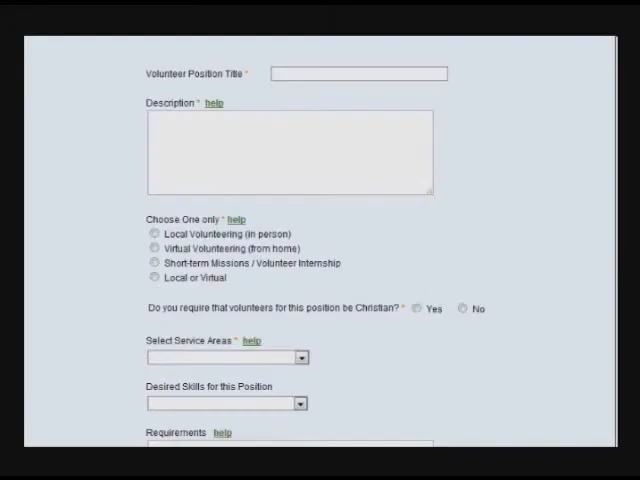 Volunteer Position Title *
Description * help
Choose One only * help
Local Volunteering (in person)
Virtual Volunteering (from home)
Short-term Missions / Volunteer Internship
Local or Virtual
Do you require that volunteers for this position be Christian? * Yes No
Select Service Areas * help
Desired Skills for this Position
Requirements help